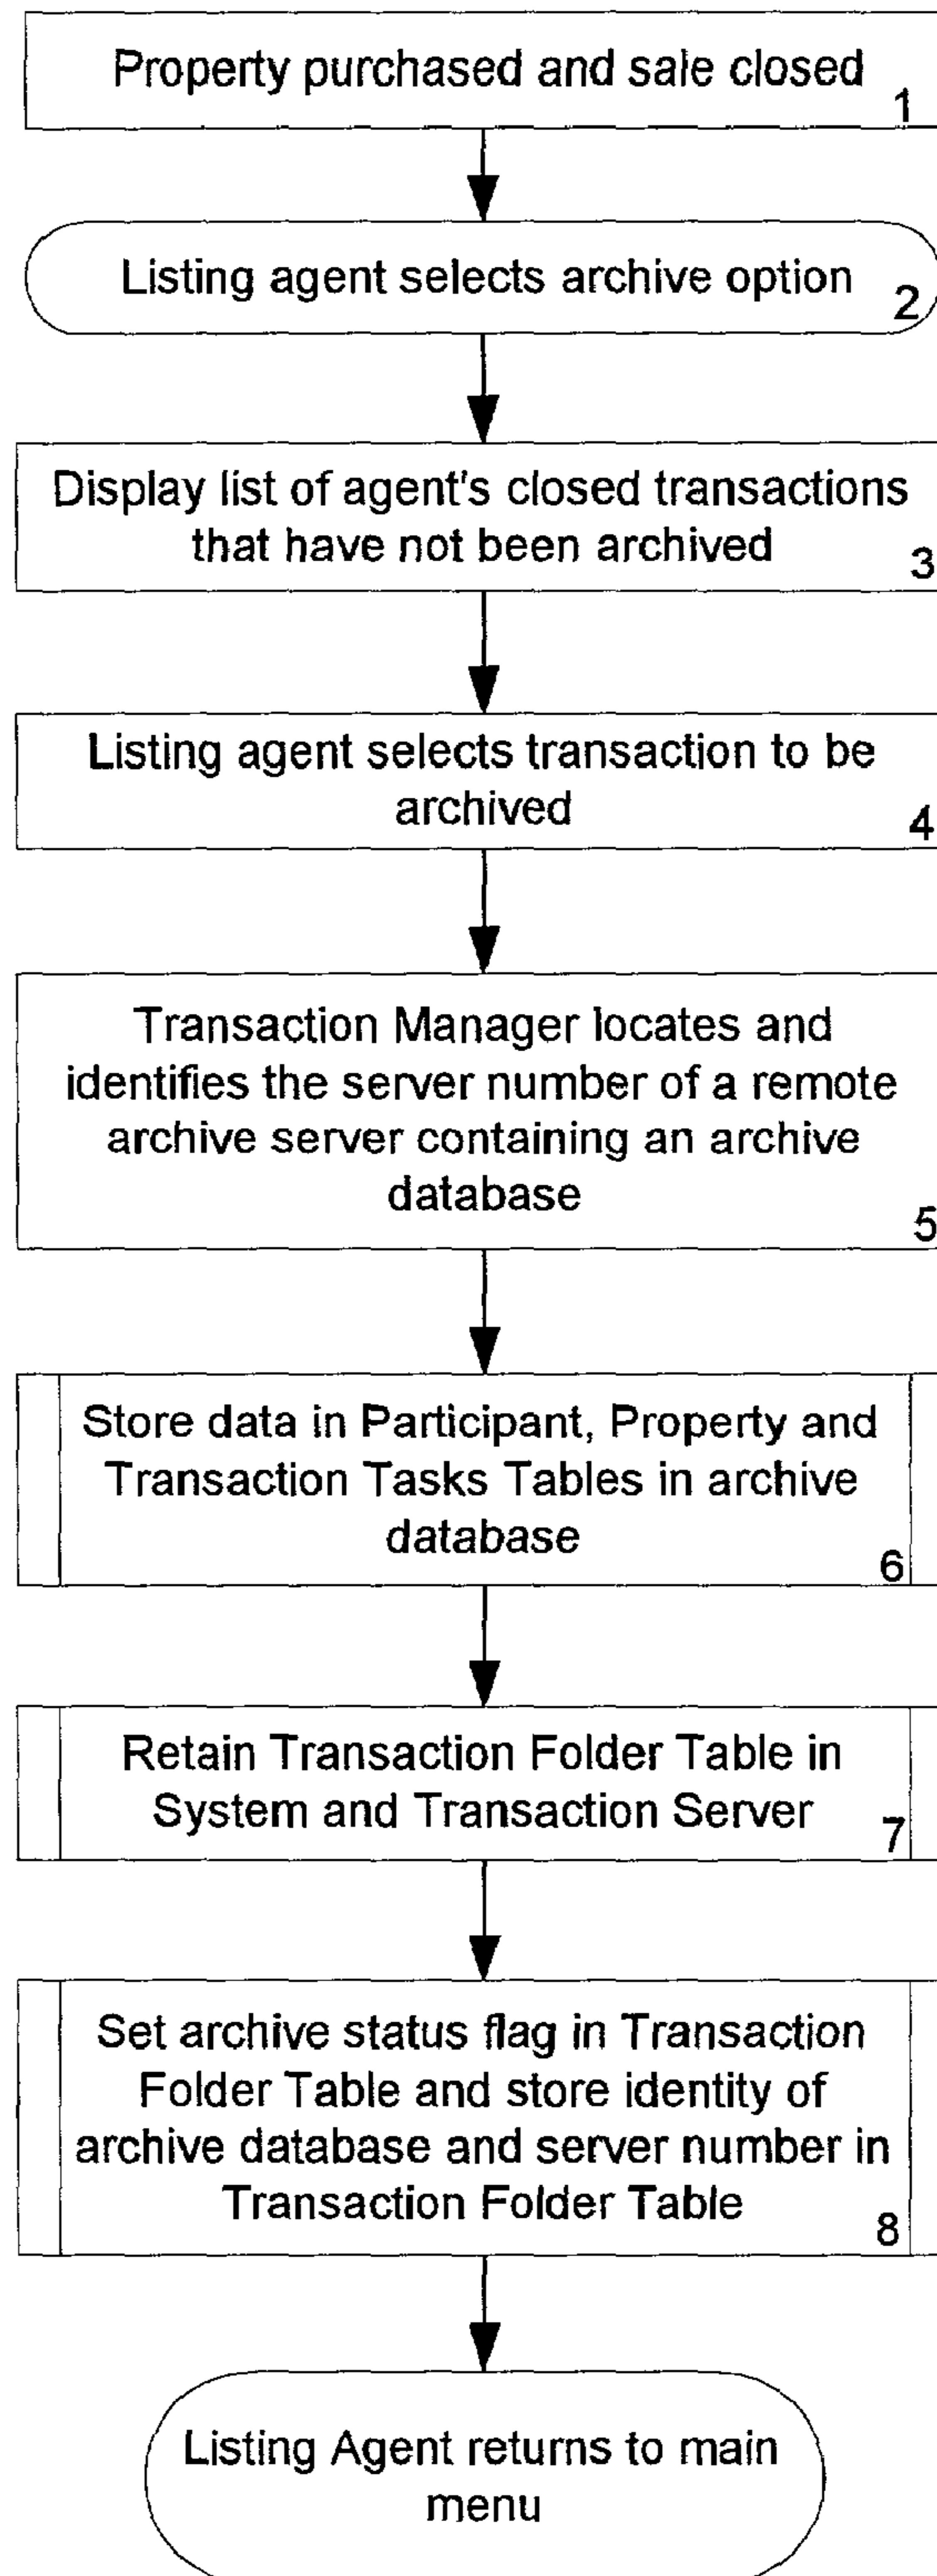 Property purchased and sale closed
1
Listing agent selects archive option
2
Display list of agent's closed transactions
that have not been archived
3
Listing agent selects transaction to be
archived
4
Transaction Manager locates and
identifies the server number of a remote
archive server containing an archive
database
5
Store data in Participant, Property and
Transaction Tasks Tables in archive
database
6
Retain Transaction Folder Table in
System and Transaction Server
7
Set archive status flag in Transaction
Folder Table and store identity of
archive database and server number in
Transaction Folder Table
8
Listing Agent returns to main
menu